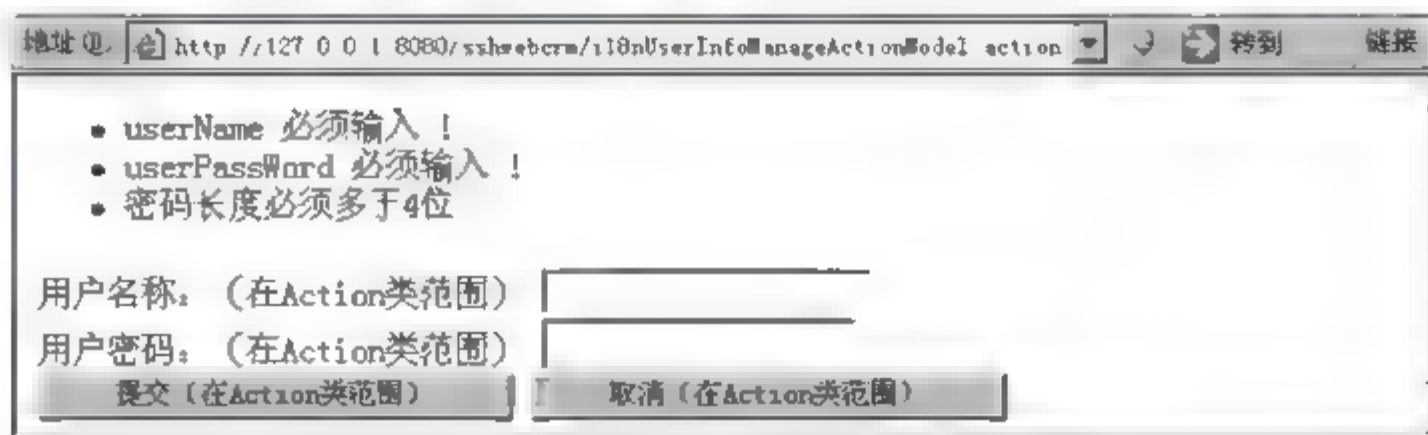 地址(D) http://127.0.0.1:8080/sshwebcrm/i18nUserInfoManageActionModel.action 转到 链接
userName 必须输入 !
userPassWord 必须输入 !
密码长度必须多于4位
用户名称:(在Action类范围)
用户密码:(在Action类范围)
提交(在Action类范围) 取消(在Action类范围)